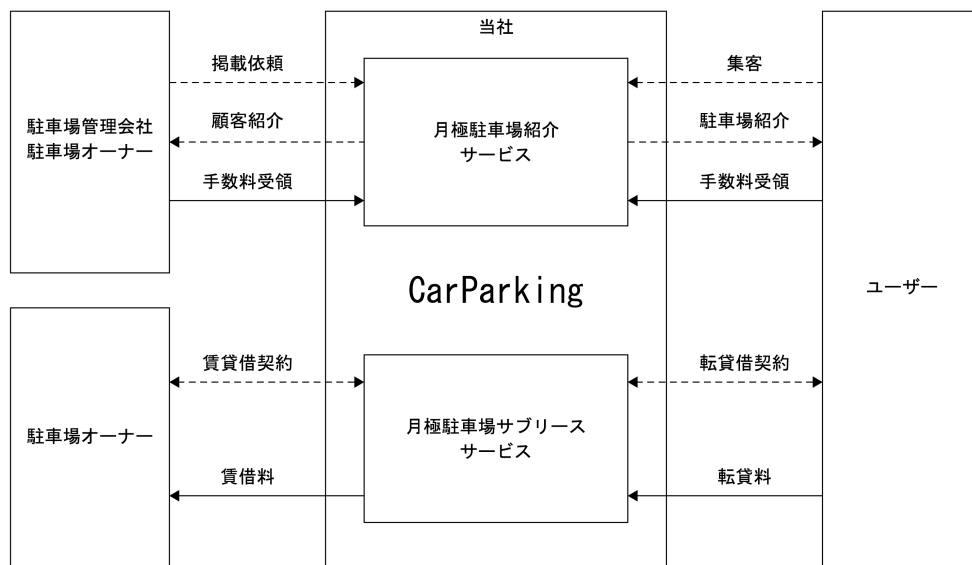 当社
掲載依頼
集客
駐車場管理会社
駐車場オーナー
顧客紹介
月極駐車場紹介
サービス
駐車場紹介
手数料受領
手数料受領
CarParking
ユーザー
賃貸借契約
転貸借契約
駐車場オーナー
月極駐車場サブリース
サービス
賃借料
転貸料